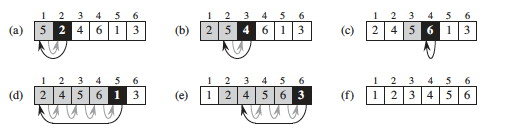 1 2 3 4 5 6
(a) 5 2 4 6 1 3
1 2 3 4 5 6
(b) 2 5 4 6 1 3
1 2 3 4 5 6
(c) 2 4 5 6 1 3
1 2 3 4 5 6
(d) 2 4 5 6 1 3
1 2 3 4 5 6
(e) 1 2 4 5 6 3
1 2 3 4 5 6
(f) 1 2 3 4 5 6